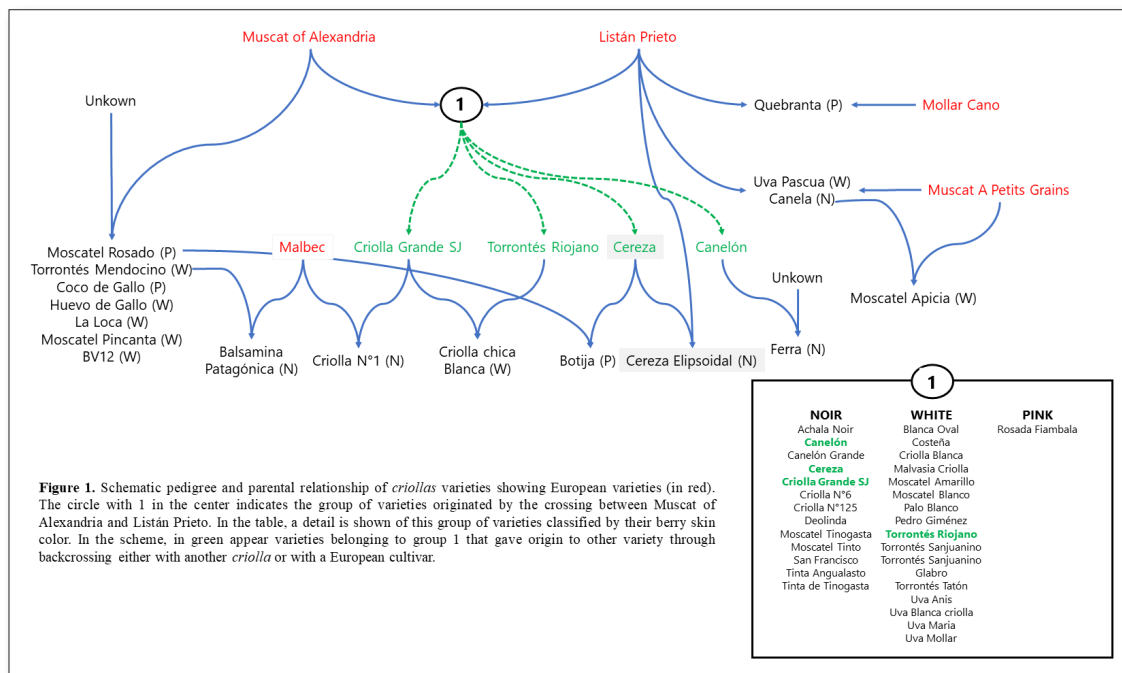 Muscat of Alexandria
Listán Prieto
Unkown
1
Quebranta (P)
Mollar Cano
Uva Pascua (W)
Canela (N)
Muscat A Petits Grains
Moscatel Rosado (P)
Torrontés Mendocino (W)
Coco de Gallo (P)
Huevo de Gallo (W)
La Loca (W)
Moscatel Pincanta (W)
BV12 (W)
Malbec
Criolla Grande SJ
Torrontés Riojano
Cereza
Canelón
Unkown
Moscatel Apicia (W)
Balsamina
Patagónica (N)
Criolla N°1 (N)
Criolla chica
Blanca (W)
Botija (P)
Cereza Elipsoidal (N)
Ferra (N)
1
NOIR
Achala Noir
Canelón
Canelón Grande
Cereza
Criolla Grande SJ
Criolla N°6
Criolla N°125
Deolinda
Moscatel Tinogasta
Moscatel Tinto
San Francisco
Tinta Angualasto
Tinta de Tinogasta
WHITE
Blanca Oval
Costeña
Criolla Blanca
Malvasia Criolla
Moscatel Amarillo
Moscatel Blanco
Palo Blanco
Pedro Giménez
Torrontés Riojano
Torrontés Sanjuanino
Torrontés Sanjuanino
Glabro
Torrontés Tatón
Uva Anis
Uva Blanca criolla
Uva Maria
Uva Mollar
PINK
Rosada Fiambala
Figure 1. Schematic pedigree and parental relationship of criollas varieties showing European varieties (in red).
The circle with 1 in the center indicates the group of varieties originated by the crossing between Muscat of
Alexandria and Listán Prieto. In the table, a detail is shown of this group of varieties classified by their berry skin
color. In the scheme, in green appear varieties belonging to group 1 that gave origin to other variety through
backcrossing either with another criolla or with a European cultivar.